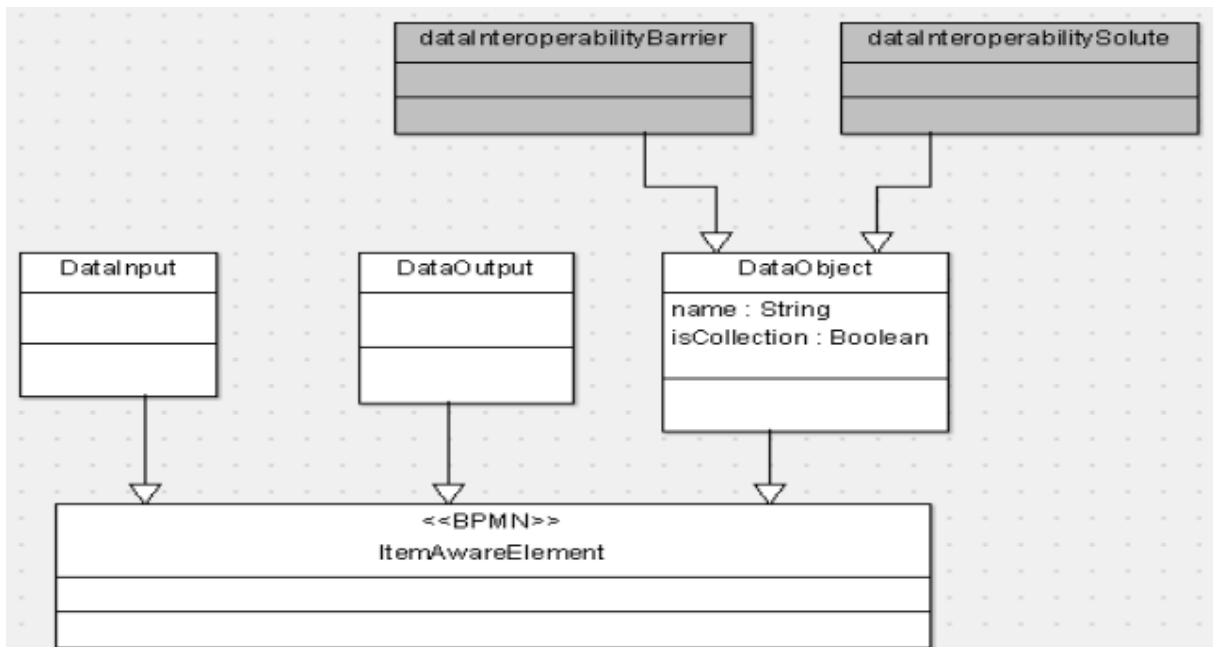 dataInteroperabilityBarrier
dataInteroperabilitySolute
DataInput
DataOutput
DataObject
name : String
isCollection : Boolean
<<BPMN>>
ItemAwareElement